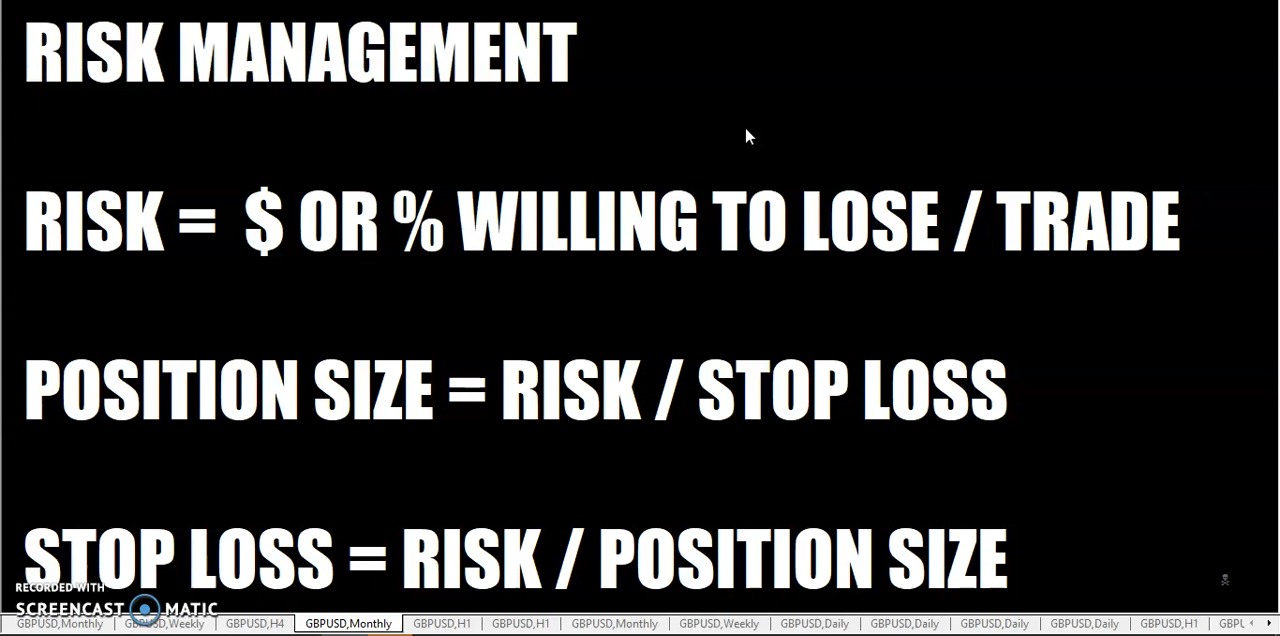 RISK MANAGEMENT
RISK = $ OR % WILLING TO LOSE / TRADE
POSITION SIZE = RISK / STOP LOSS
STOP LOSS = RISK / POSITION SIZE
RECORDED WITH
SCREENCAST MATIC
GBPUSD,Monthly GBPUSD,Weekly GBPUSD,H4 GBPUSD,Monthly GBPUSD,H1 GBPUSD,H1 GBPUSD,Monthly GBPUSD,Weekly GBPUSD,Daily GBPUSD,Daily GBPUSD,Daily GBPUSD,Daily GBPUSD,H1